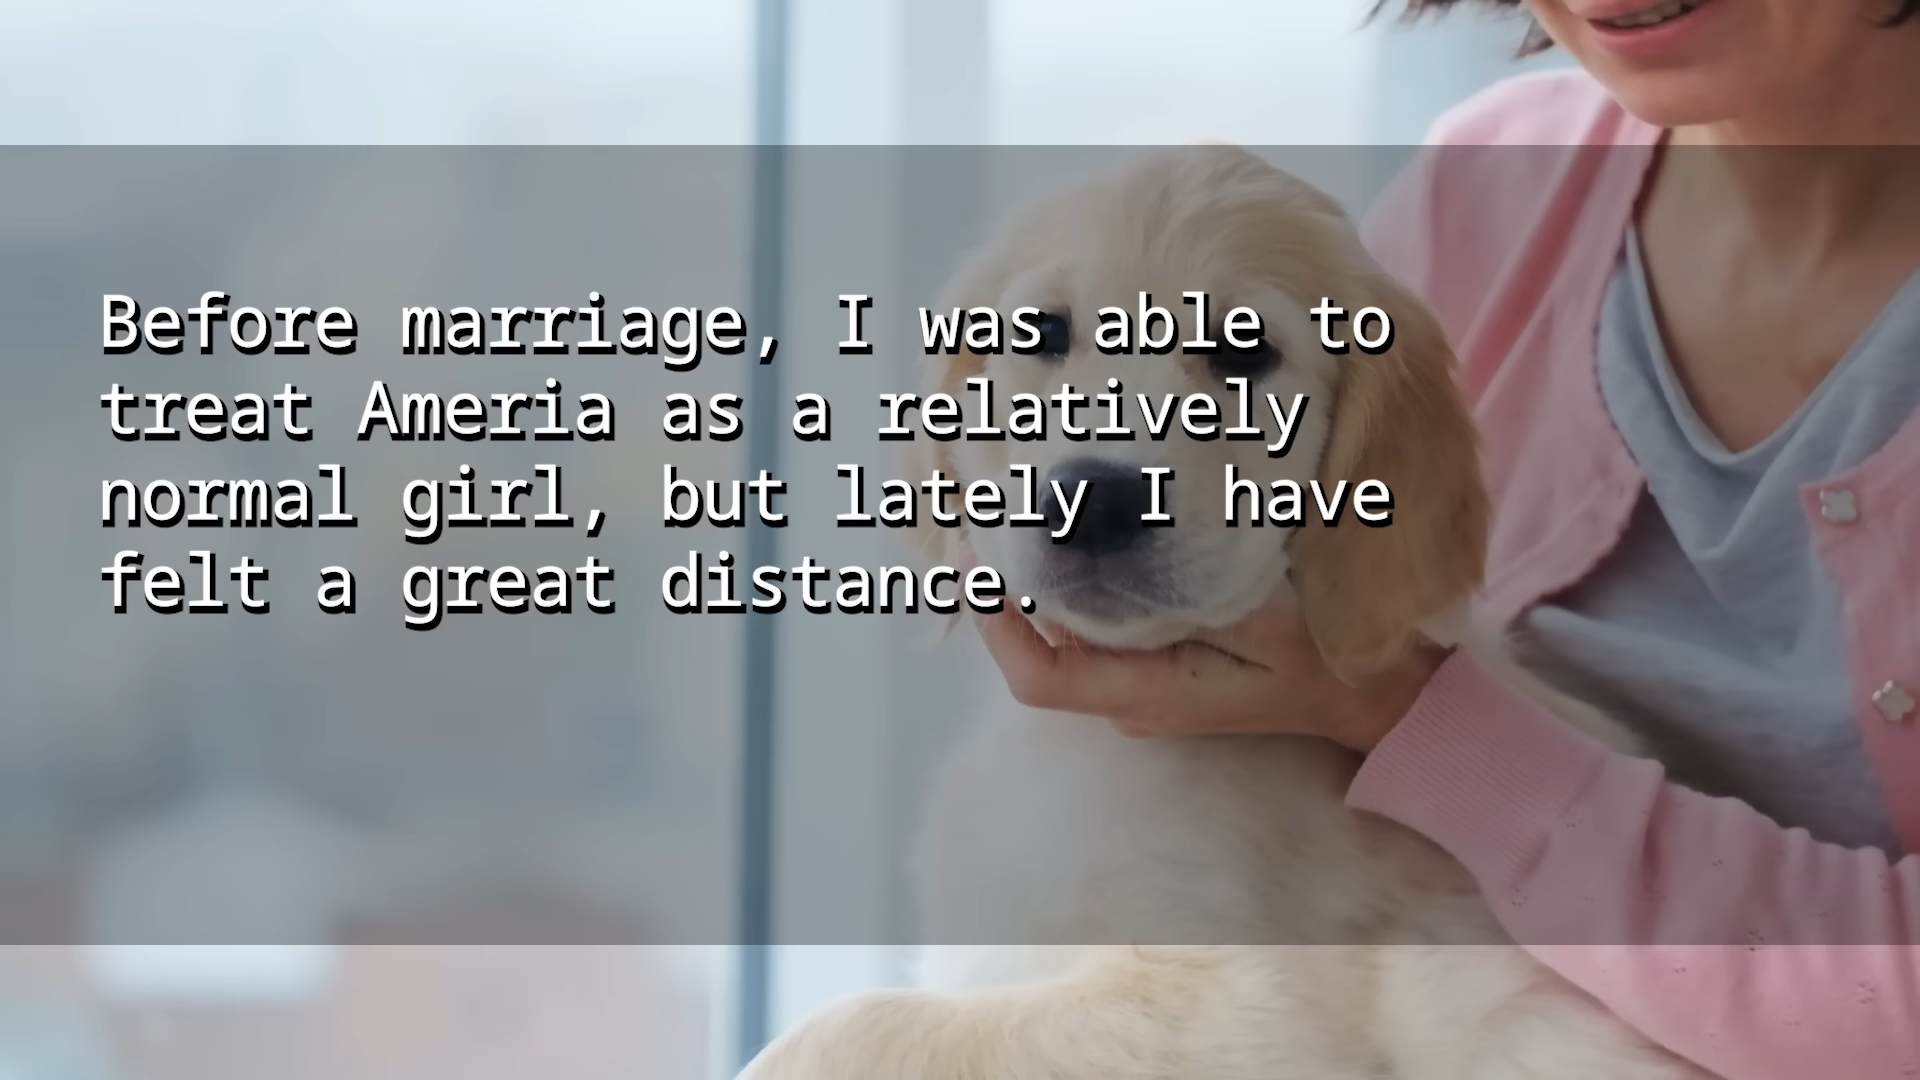 Before marriage, I was able to
treat Ameria as a relatively
normal girl, but lately I have
felt a great distance.